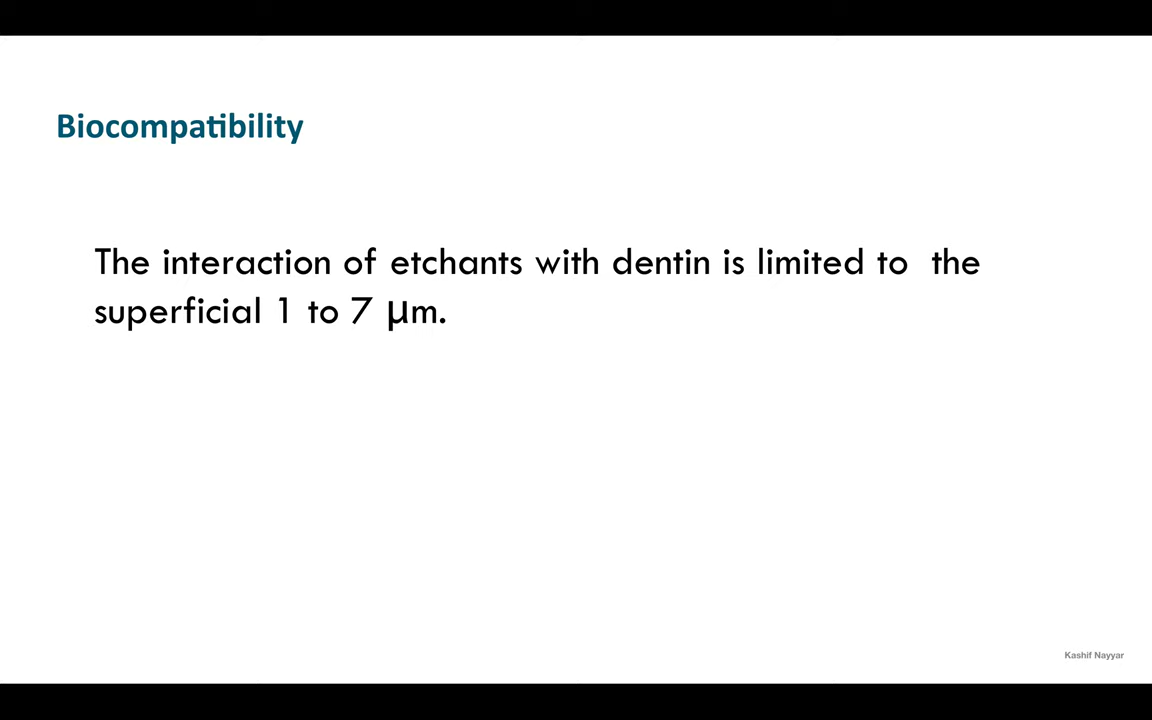 Biocompatibility
The interaction of etchants with dentin is limited to  the
superficial 1 to 7 μm.
Kashif Nayyar